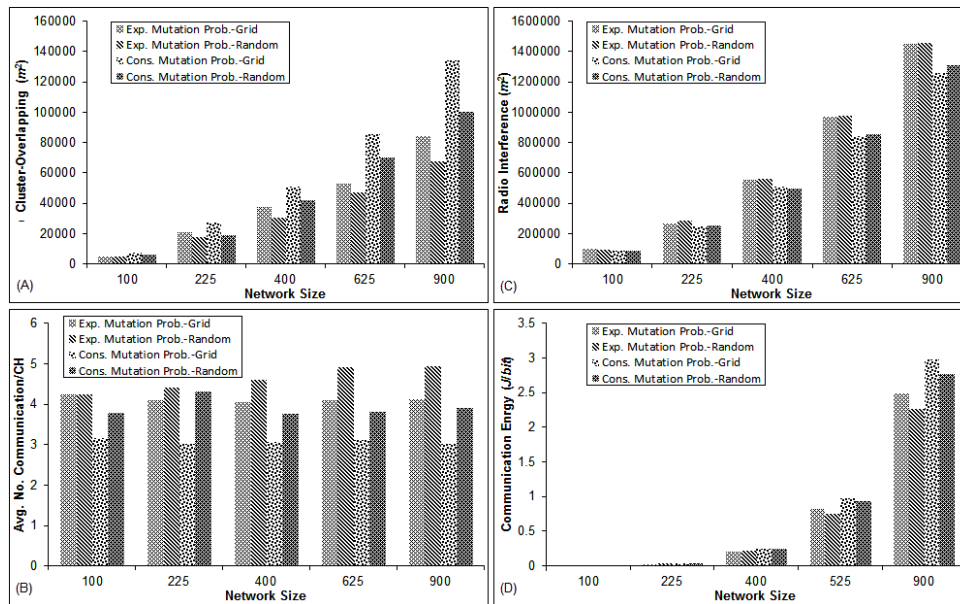 160000
140000
120000
100000
80000
60000
40000
20000
0
Cluster-Overlapping (m²)
Exp. Mutation Prob.-Grid
Exp. Mutation Prob.-Random
Cons. Mutation Prob.-Grid
Cons. Mutation Prob.-Random
100 225 400 625 900
(A) Network Size
1600000
1400000
1200000
1000000
800000
600000
400000
200000
0
Radio Interference (m²)
Exp. Mutation Prob.-Grid
Exp. Mutation Prob.-Random
Cons. Mutation Prob.-Grid
Cons. Mutation Prob.-Random
100 225 400 625 900
(C) Network Size
6
5
4
3
2
1
0
Avg. No. Communication/CH
Exp. Mutation Prob.-Grid
Exp. Mutation Prob.-Random
Cons. Mutation Prob.-Grid
Cons. Mutation Prob.-Random
100 225 400 625 900
(B) Network Size
3.5
3
2.5
2
1.5
1
0.5
0
Communication Enrgy (J/bit)
Exp. Mutation Prob.-Grid
Exp. Mutation Prob.-Random
Cons. Mutation Prob.-Grid
Cons. Mutation Prob.-Random
100 225 400 525 900
(D) Network Size